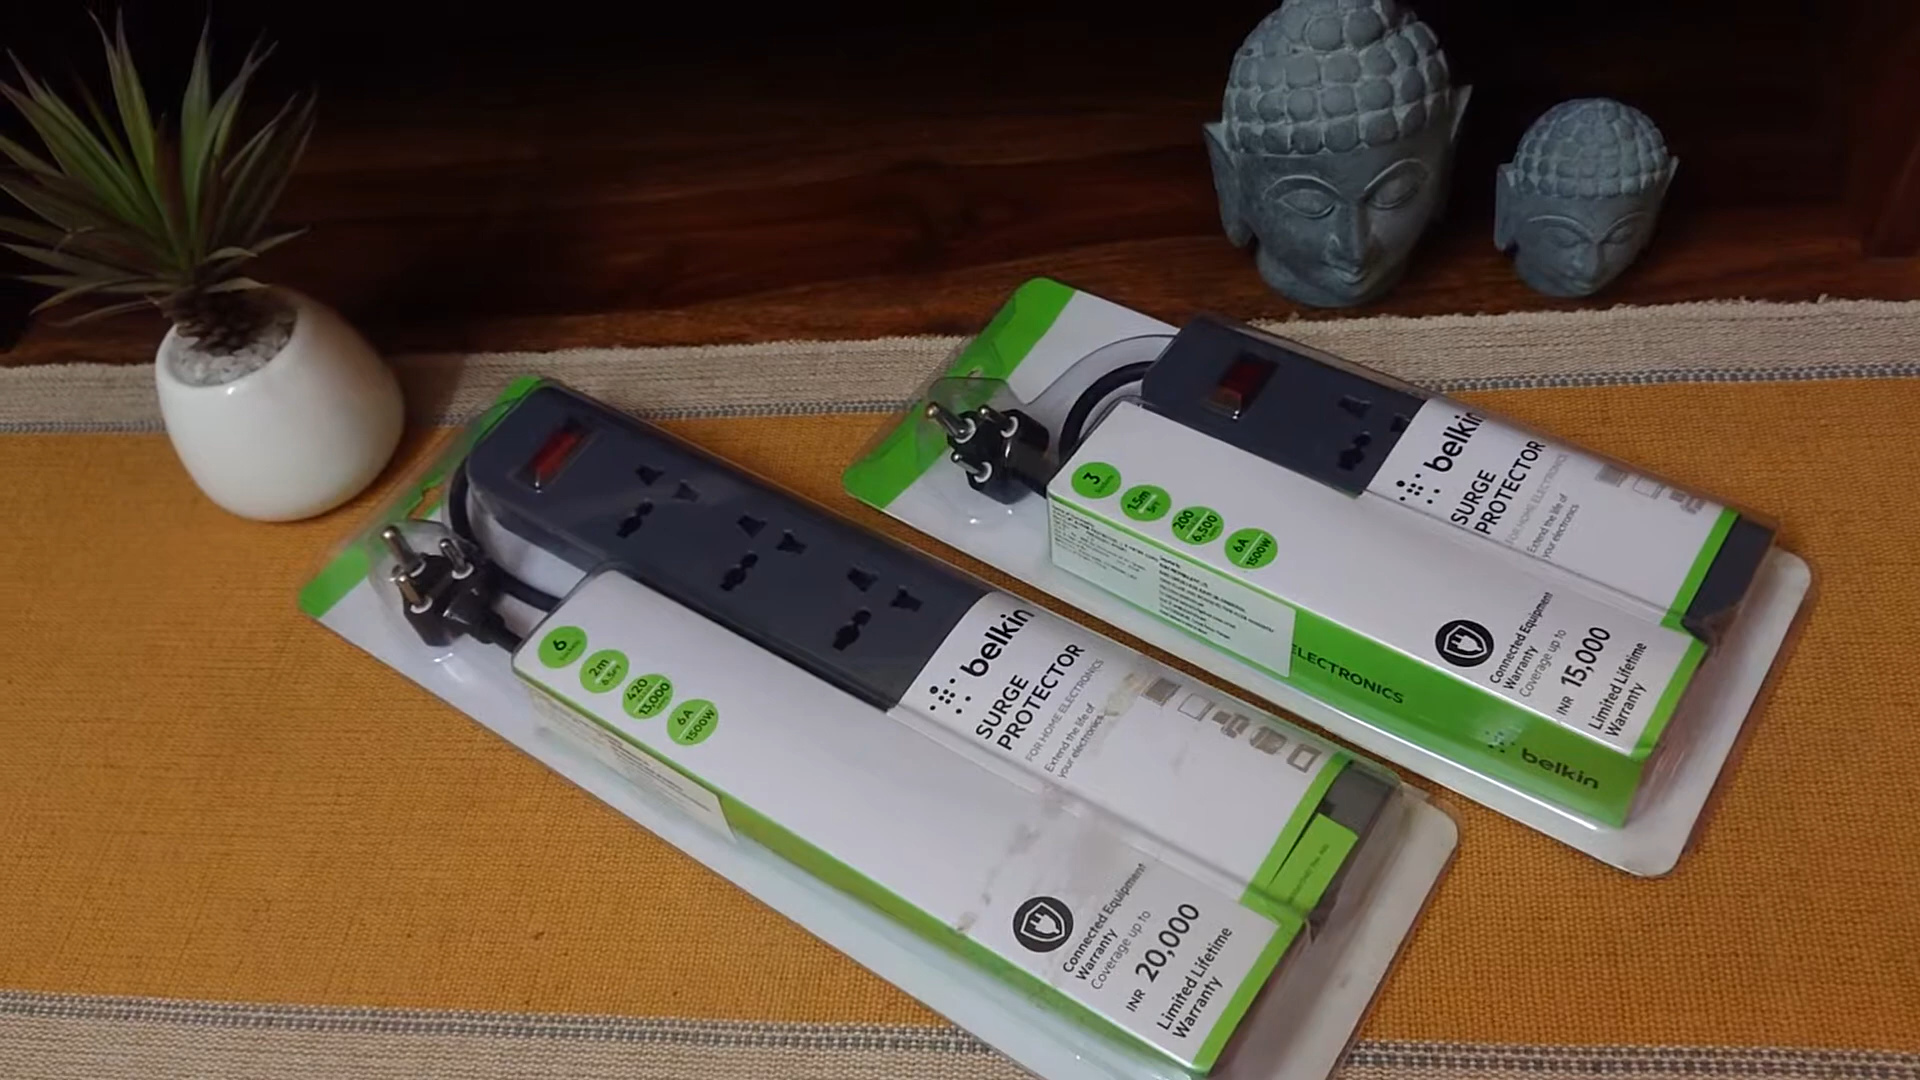 6
2m
6.5ft
420
13,000
6A
1500W
belkin
SURGE
PROTECTOR
FOR HOME ELECTRONICS
Extend the life of
your electronics
Connected Equipment
Warranty
Coverage up to
INR 20,000
Limited Lifetime
Warranty
3
1.5m
5ft
200
6,500
6A
1500W
belkin
SURGE
PROTECTOR
FOR HOME ELECTRONICS
Extend the life of
your electronics
Connected Equipment
Warranty
Coverage up to
INR 15,000
Limited Lifetime
Warranty
ELECTRONICS
belkin